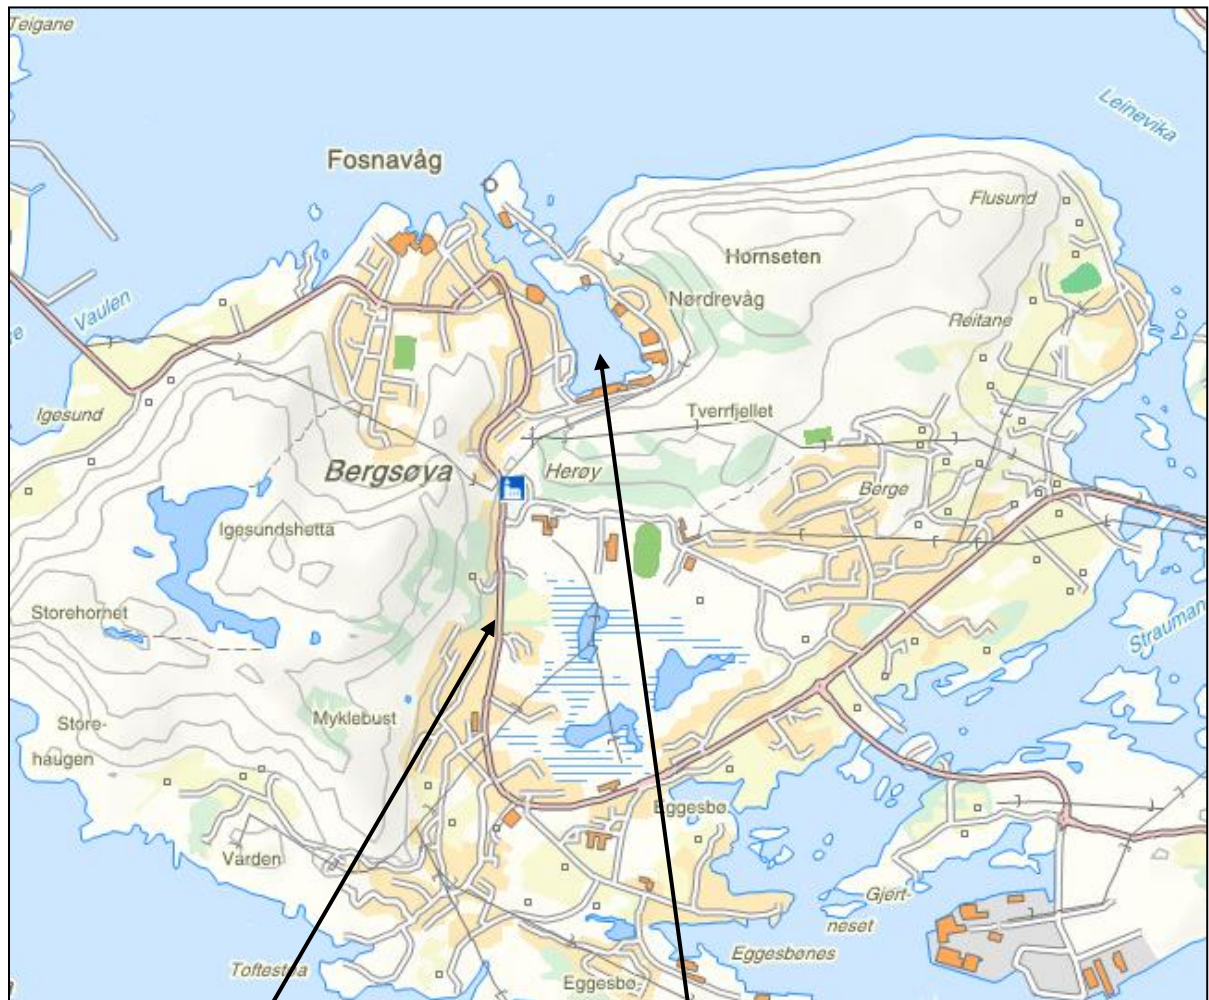 Teigane
Leinevika
Fosnavåg
Flusund
Hornseten
Nørdrevåg
Vaulen
Reitane
Igesund
Tverrfjellet
Bergsøya
Herøy
Berge
Igesundshetta
Storehornet
Myklebust
Store-
haugen
Eggesbø
Varden
Gjert-
neset
Eggesbønes
Toftestøa
Eggesbø-